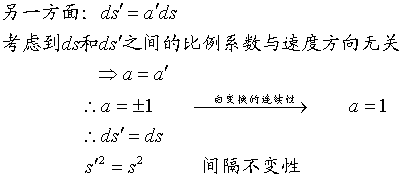 另一方面：ds′ = a′ds
考虑到ds和ds′之间的比例系数与速度方向无关
⇒ a = a′
∴ a = ±1 由变换的连续性 → a = 1
∴ ds′ = ds
s′² = s² 间隔不变性